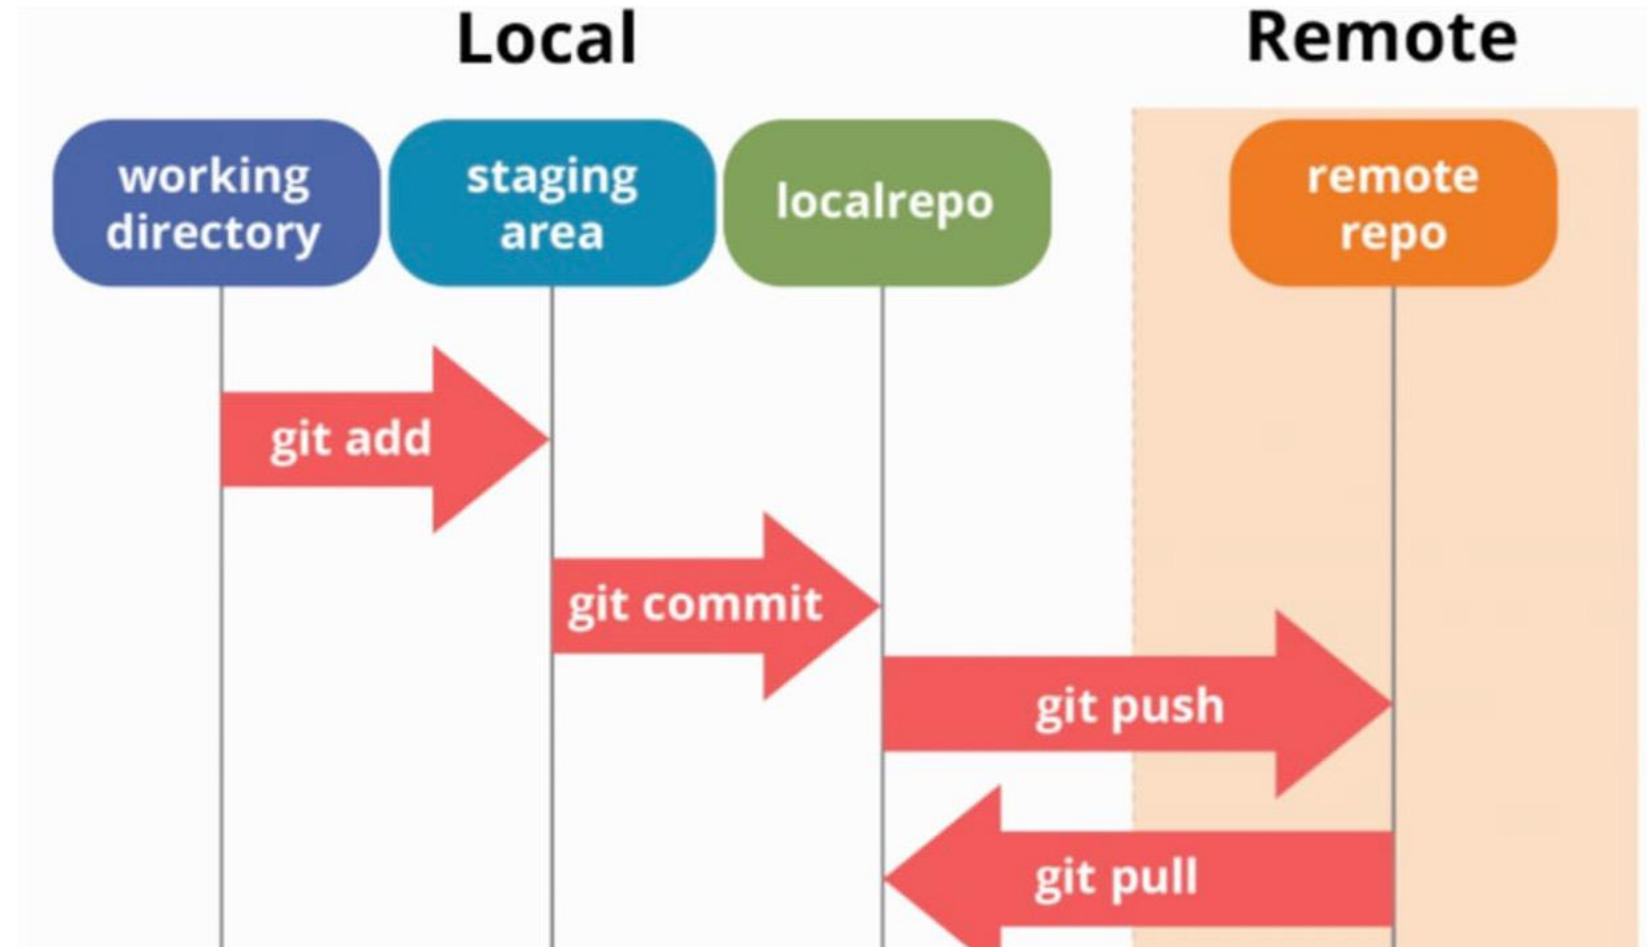 Local
Remote
working
directory
staging
area
localrepo
remote
repo
git add
git commit
git push
git pull